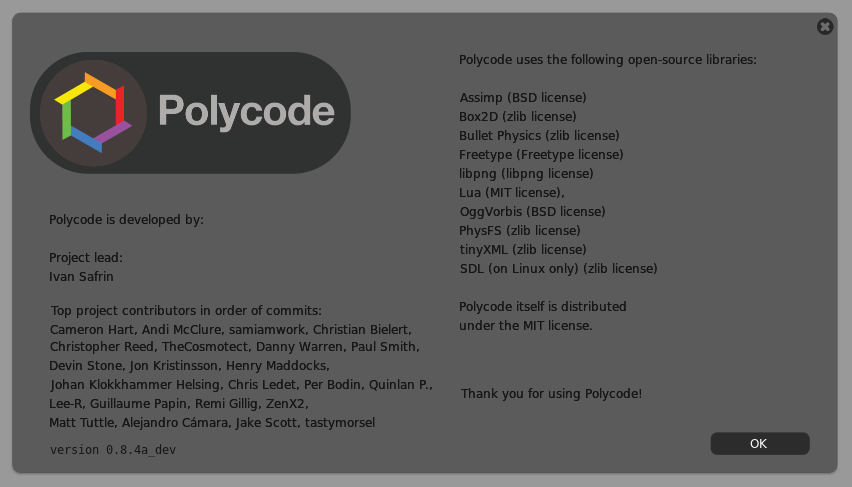 Polycode
Polycode is developed by:
Project lead:
Ivan Safrin
Top project contributors in order of commits:
Cameron Hart, Andi McClure, samiamwork, Christian Bielert,
Christopher Reed, TheCosmotect, Danny Warren, Paul Smith,
Devin Stone, Jon Kristinsson, Henry Maddocks,
Johan Klokkhammer Helsing, Chris Ledet, Per Bodin, Quinlan P.,
Lee-R, Guillaume Papin, Remi Gillig, ZenX2,
Matt Tuttle, Alejandro Cámara, Jake Scott, tastymorsel
version 0.8.4a_dev
Polycode uses the following open-source libraries:
Assimp (BSD license)
Box2D (zlib license)
Bullet Physics (zlib license)
Freetype (Freetype license)
libpng (libpng license)
Lua (MIT license),
OggVorbis (BSD license)
PhysFS (zlib license)
tinyXML (zlib license)
SDL (on Linux only) (zlib license)
Polycode itself is distributed
under the MIT license.
Thank you for using Polycode!
OK